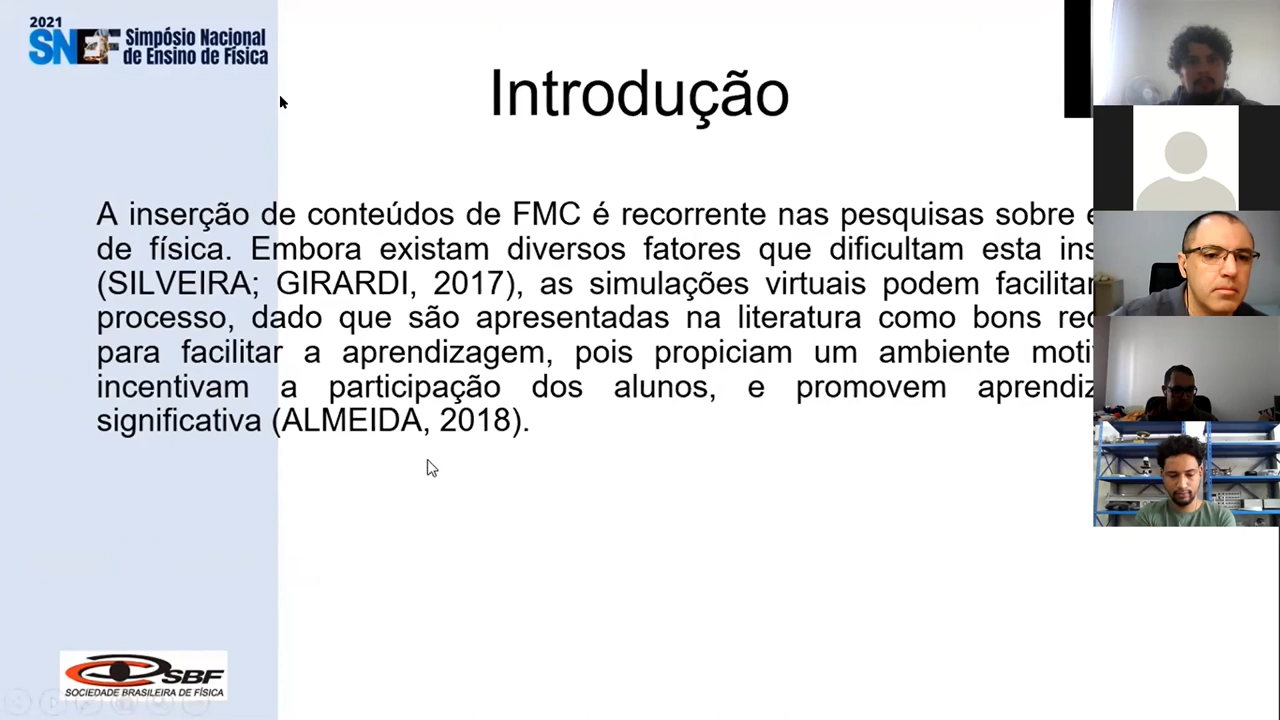 2021
SNEF Simpósio Nacional
de Ensino de Física
Introdução
A inserção de conteúdos de FMC é recorrente nas pesquisas sobre
de física. Embora existam diversos fatores que dificultam esta
(SILVEIRA; GIRARDI, 2017), as simulações virtuais podem facilitar
processo, dado que são apresentadas na literatura como bons
para facilitar a aprendizagem, pois propiciam um ambiente
incentivam a participação dos alunos, e promovem
significativa (ALMEIDA, 2018).
SBF
SOCIEDADE BRASILEIRA DE FÍSICA